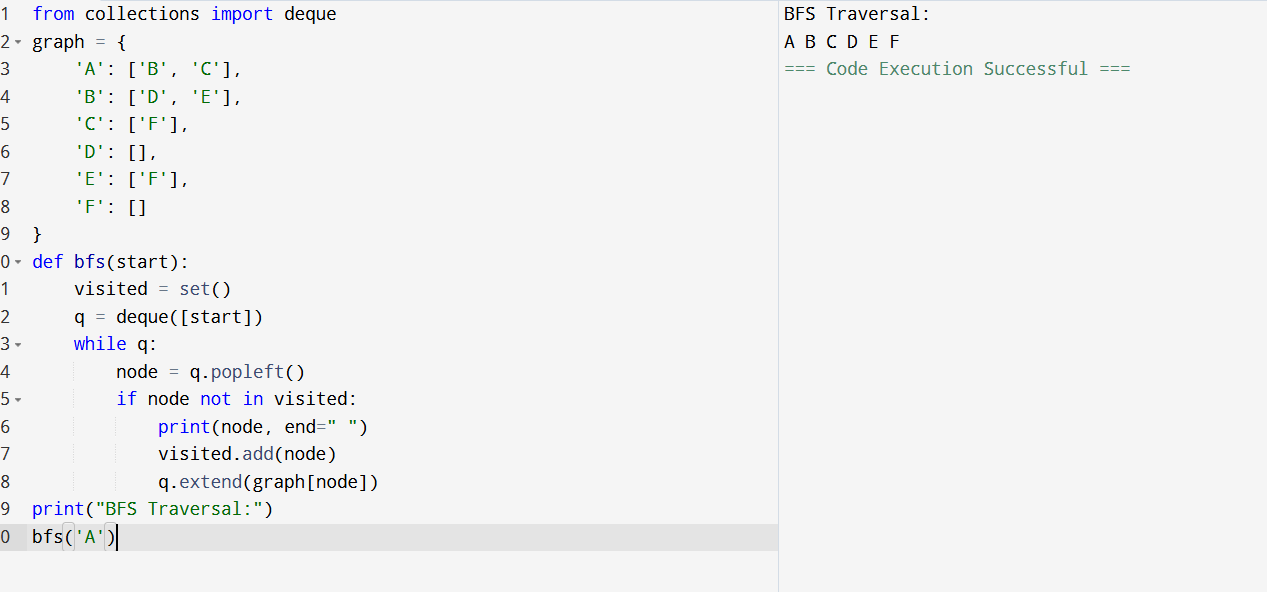 1 from collections import deque
2 graph = {
3     'A': ['B', 'C'],
4     'B': ['D', 'E'],
5     'C': ['F'],
6     'D': [],
7     'E': ['F'],
8     'F': []
9 }
0 def bfs(start):
1     visited = set()
2     q = deque([start])
3     while q:
4         node = q.popleft()
5         if node not in visited:
6             print(node, end=" ")
7             visited.add(node)
8             q.extend(graph[node])
9 print("BFS Traversal:")
0 bfs('A')
BFS Traversal:
A B C D E F
=== Code Execution Successful ===